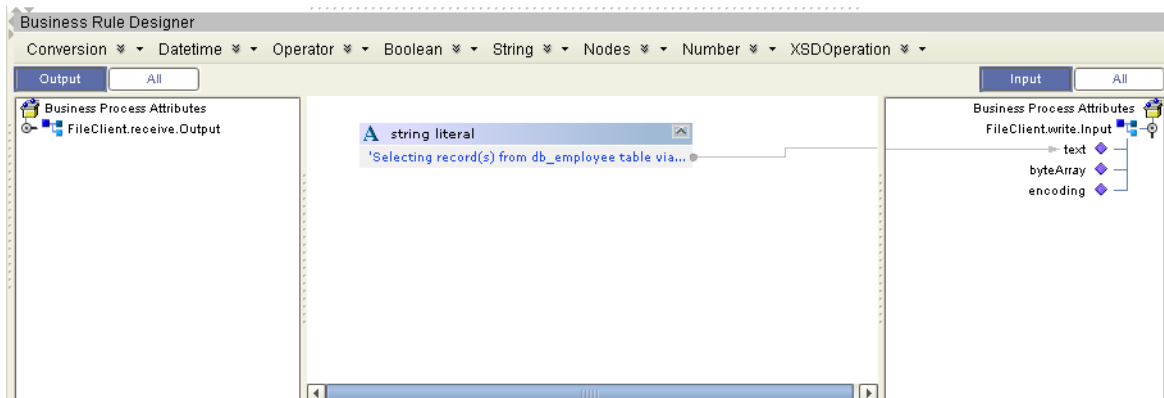 Business Rule Designer
Conversion Datetime Operator Boolean String Nodes Number XSDOperation
Output All Input All
Business Process Attributes
FileClient.receive.Output
A string literal
'Selecting record(s) from db_employee table via...
Business Process Attributes
FileClient.write.Input
text
byteArray
encoding